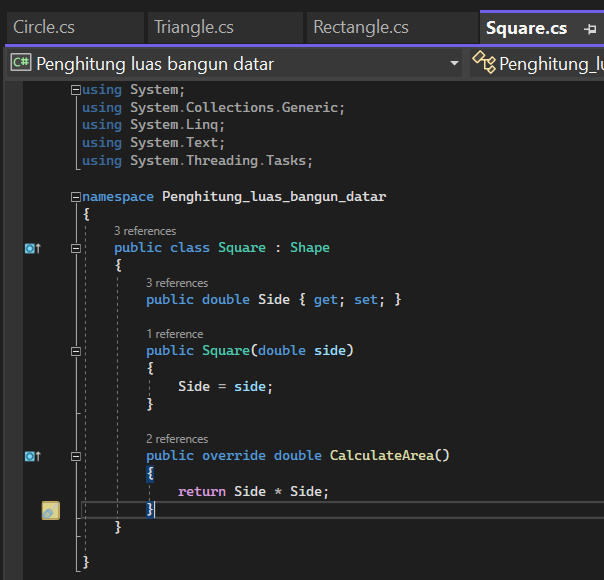 Circle.cs Triangle.cs Rectangle.cs Square.cs
C# Penghitung luas bangun datar Penghitung_lu
using System;
using System.Collections.Generic;
using System.Linq;
using System.Text;
using System.Threading.Tasks;
namespace Penghitung_luas_bangun_datar
{
3 references
public class Square : Shape
{
3 references
public double Side { get; set; }
1 reference
public Square(double side)
{
Side = side;
}
2 references
public override double CalculateArea()
{
return Side * Side;
}
}
}